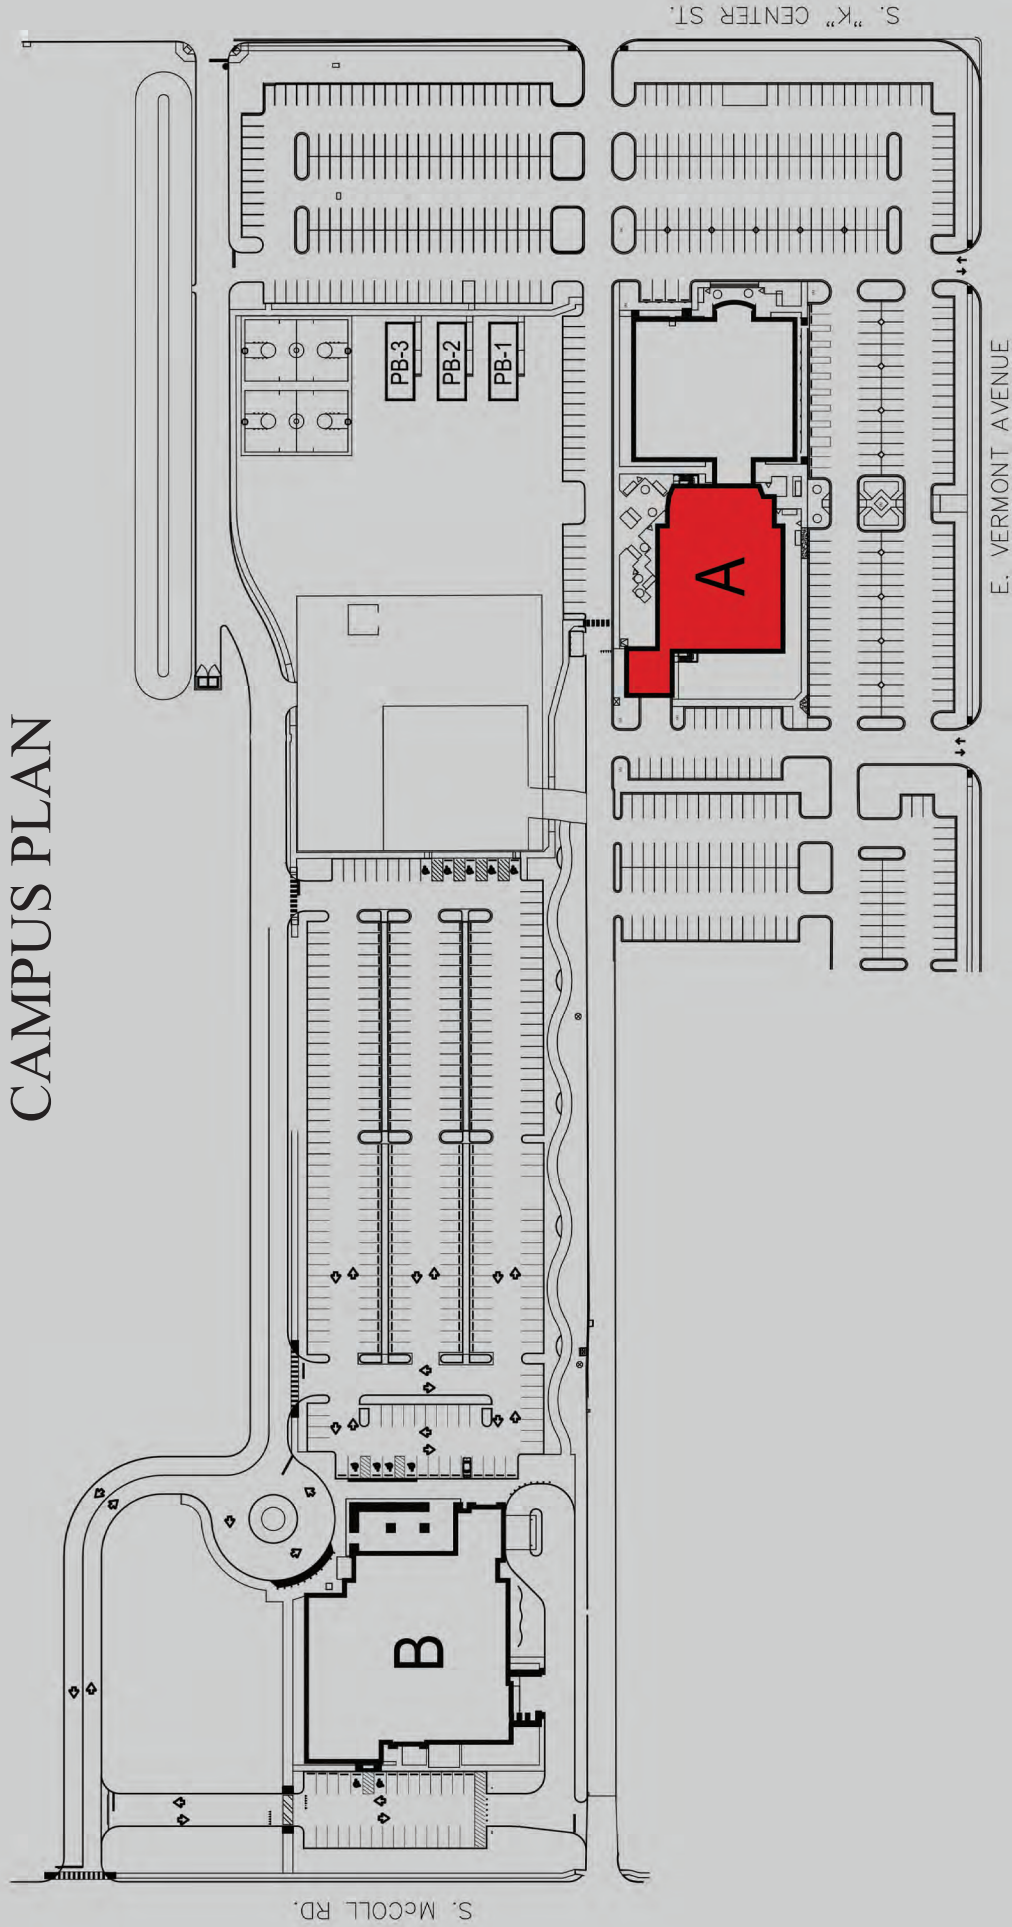 CAMPUS PLAN
S. "K" CENTER ST.
PB-3
PB-2
PB-1
A
E. VERMONT AVENUE
B
S. McCOLL RD.